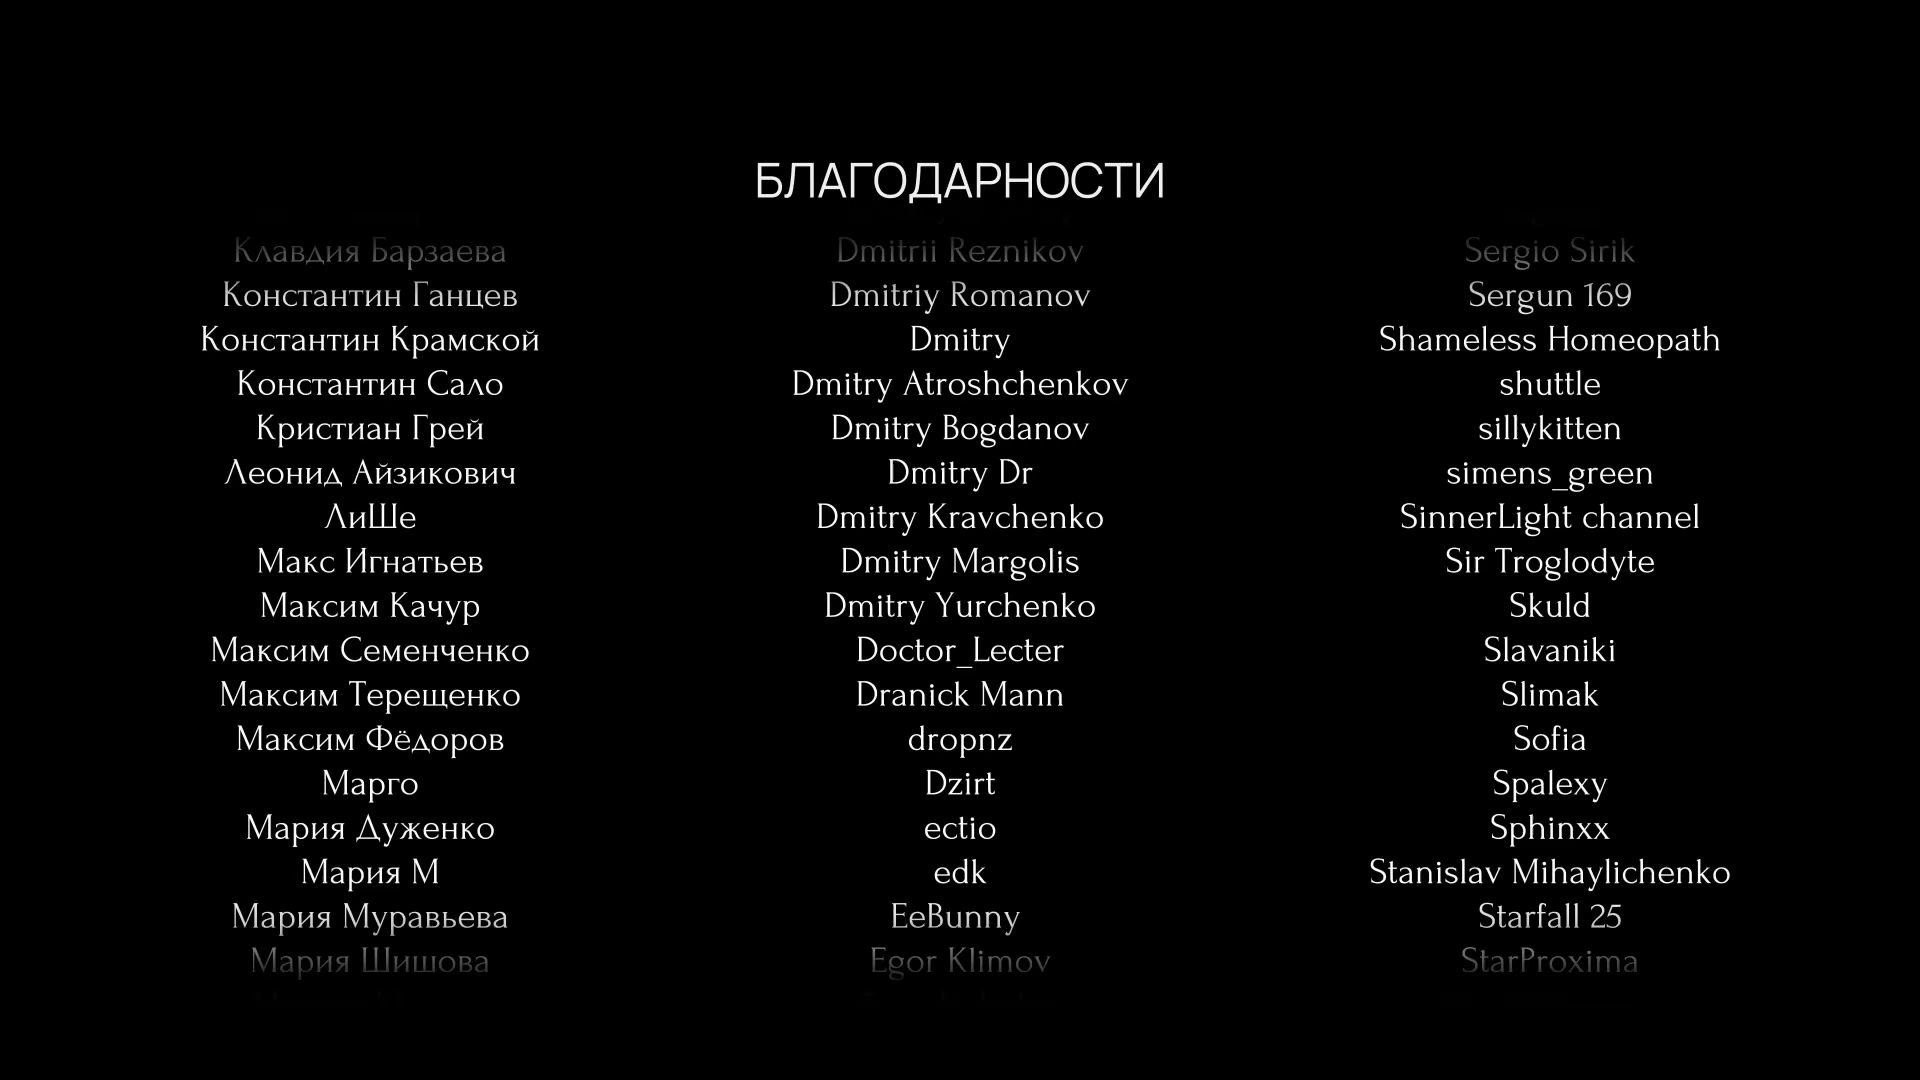 БЛАГОДАРНОСТИ
Клавдия Барзаева
Константин Ганцев
Константин Крамской
Константин Сало
Кристиан Грей
Леонид Айзикович
ЛиШе
Макс Игнатьев
Максим Качур
Максим Семенченко
Максим Терещенко
Максим Фёдоров
Марго
Мария Дуженко
Мария М
Мария Муравьева
Мария Шишова
Dmitrii Reznikov
Dmitriy Romanov
Dmitry
Dmitry Atroshchenkov
Dmitry Bogdanov
Dmitry Dr
Dmitry Kravchenko
Dmitry Margolis
Dmitry Yurchenko
Doctor_Lecter
Dranick Mann
dropnz
Dzirt
ectio
edk
EeBunny
Egor Klimov
Sergio Sirik
Sergun 169
Shameless Homeopath
shuttle
sillykitten
simens_green
SinnerLight channel
Sir Troglodyte
Skuld
Slavaniki
Slimak
Sofia
Spalexy
Sphinxx
Stanislav Mihaylichenko
Starfall 25
StarProxima